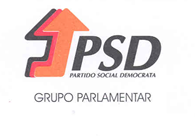 PSD
PARTIDO SOCIAL DEMOCRATA
GRUPO PARLAMENTAR